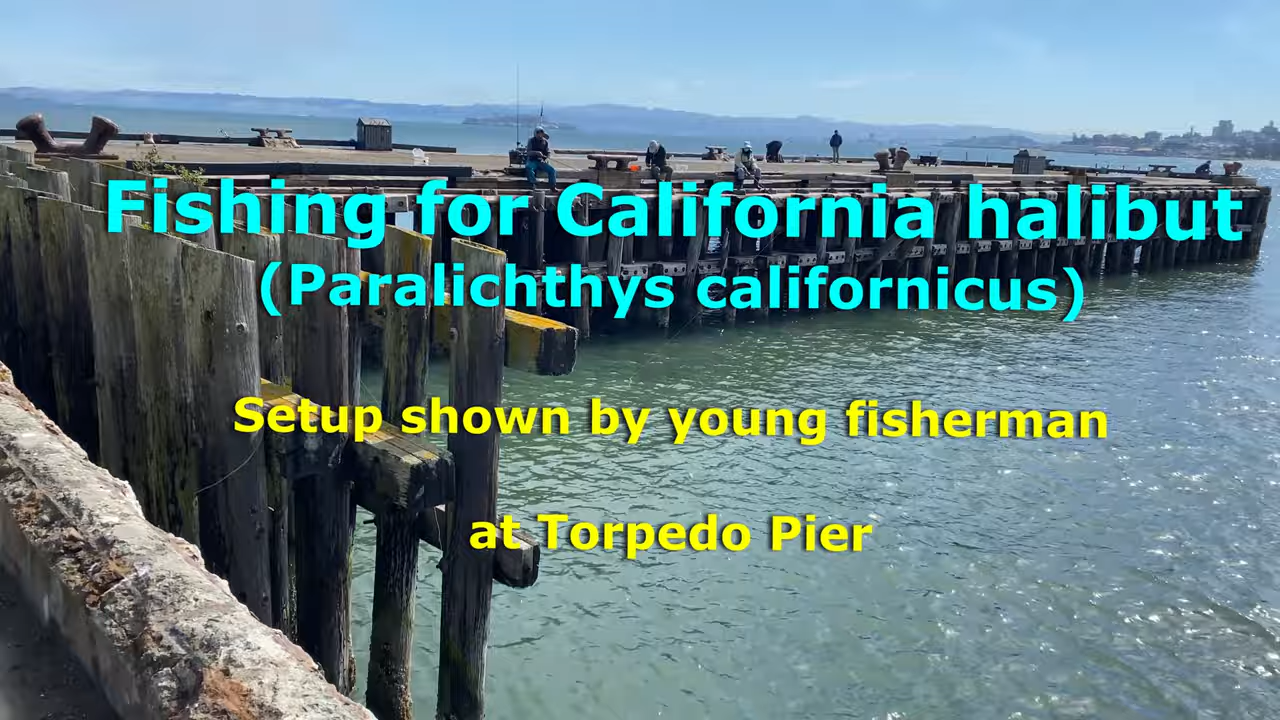 Fishing for California halibut
(Paralichthys californicus)
Setup shown by young fisherman
at Torpedo Pier